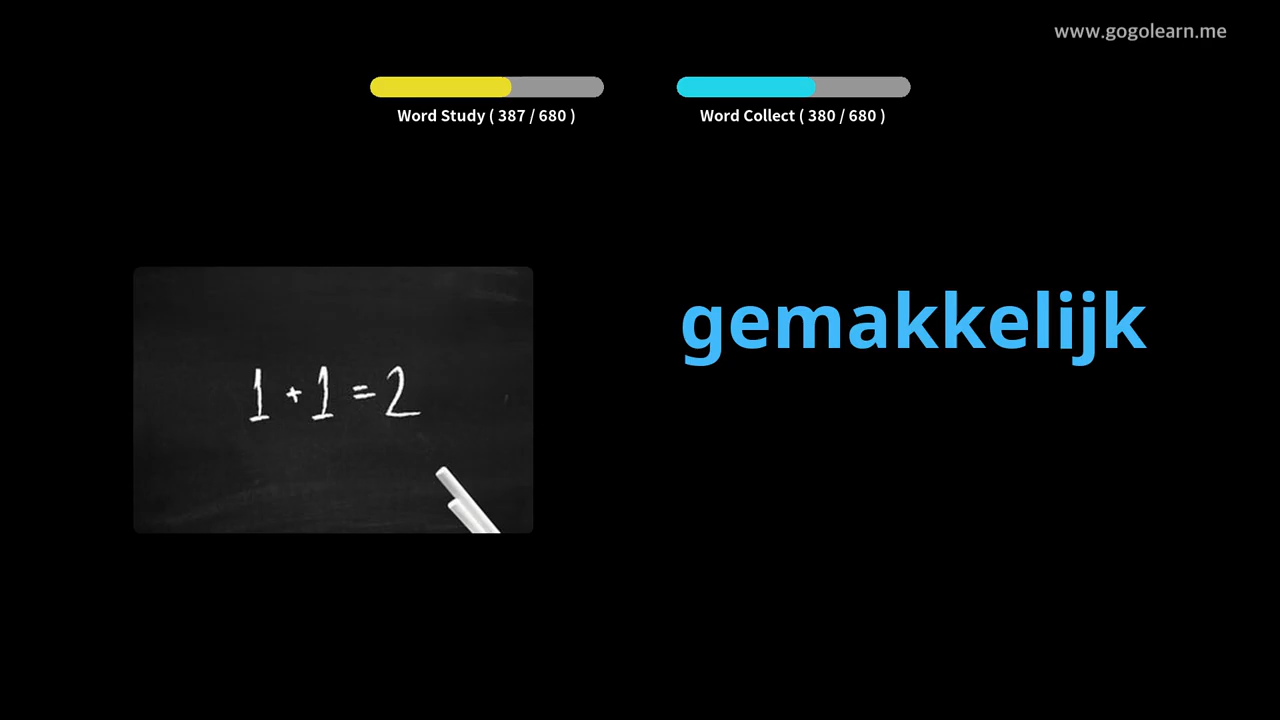 www.gogolearn.me
Word Study ( 387 / 680 )
Word Collect ( 380 / 680 )
gemakkelijk
1 + 1 = 2